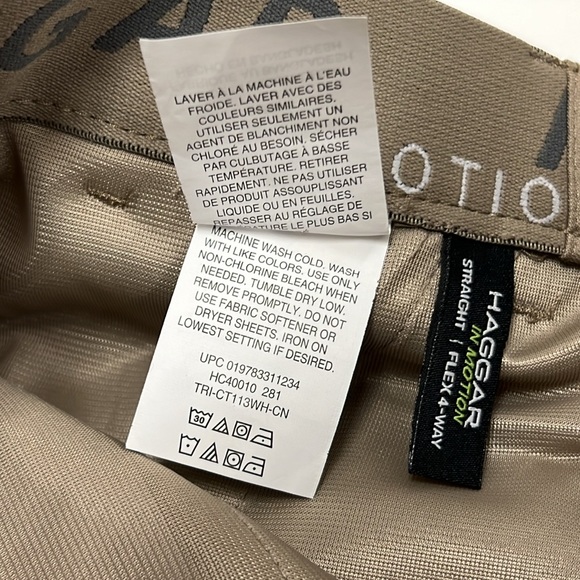 GAR
LAVER À LA MACHINE À L'EAU
FROIDE. LAVER AVEC DES
COULEURS SIMILAIRES.
UTILISER SEULEMENT UN
AGENT DE BLANCHIMENT NON
CHLORÉ AU BESOIN. SÉCHER
PAR CULBUTAGE À BASSE
TEMPÉRATURE. RETIRER
RAPIDEMENT. NE PAS UTILISER
DE PRODUIT ASSOUPLISSANT
LIQUIDE OU EN FEUILLES.
REPASSER AU RÉGLAGE DE
LE PLUS BAS SI
OTIO
MACHINE WASH COLD. WASH
WITH LIKE COLORS. USE ONLY
NON-CHLORINE BLEACH WHEN
NEEDED. TUMBLE DRY LOW.
REMOVE PROMPTLY. DO NOT
USE FABRIC SOFTENER OR
DRYER SHEETS. IRON ON
LOWEST SETTING IF DESIRED.
UPC 019783311234
HC40010 281
TRI-CT113WH-CN
30
HAGGAR
IN MOTION
STRAIGHT | FLEX 4-WAY